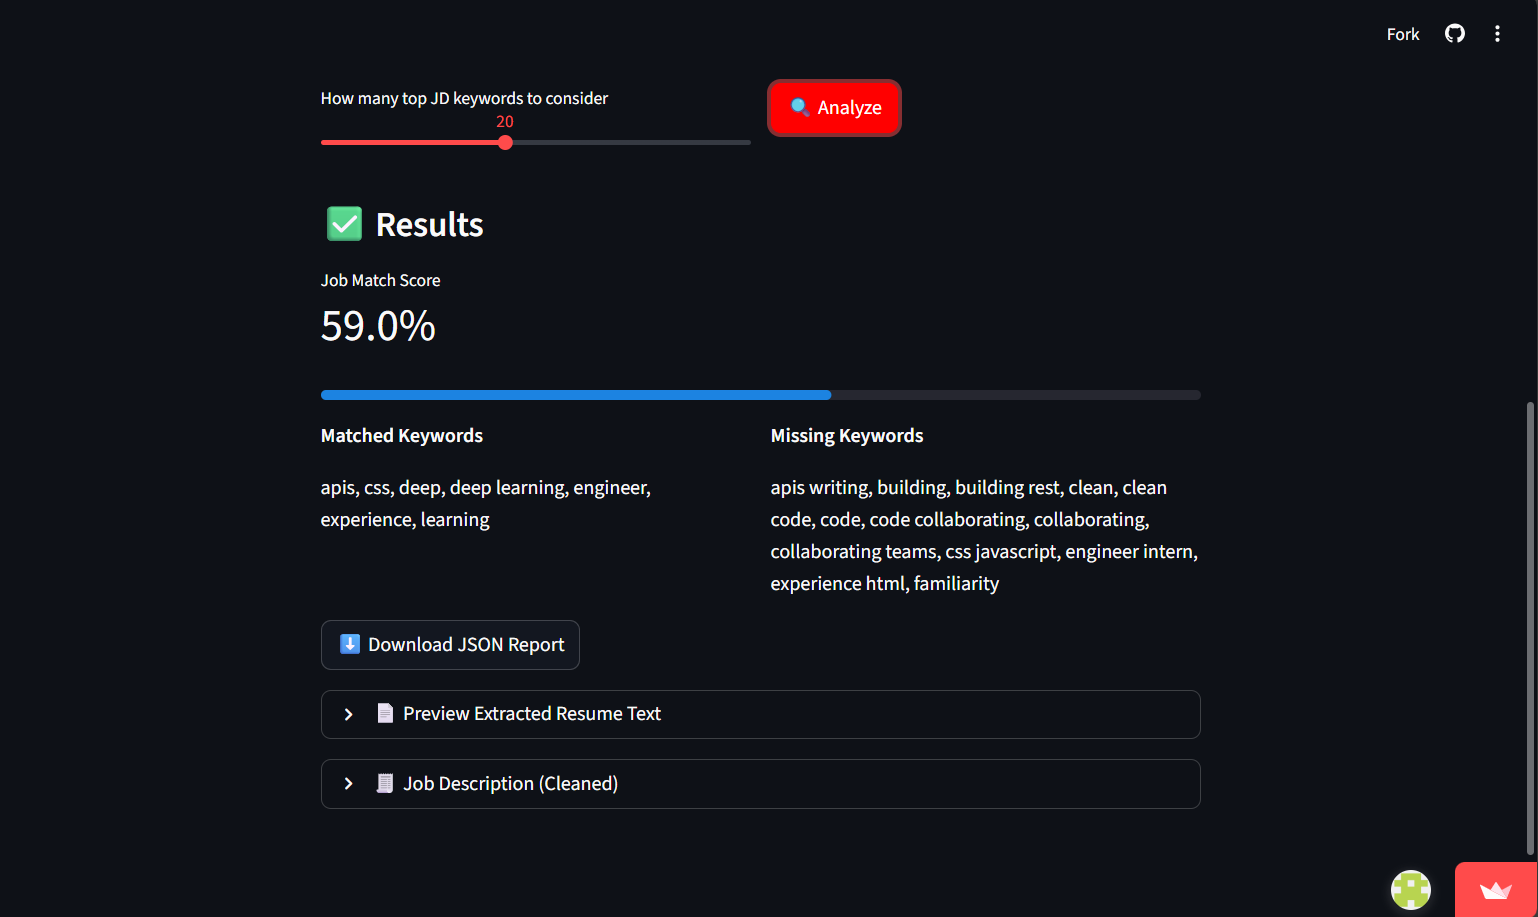 Fork
How many top JD keywords to consider
20
Analyze
Results
Job Match Score
59.0%
Matched Keywords
apis, css, deep, deep learning, engineer,
experience, learning
Missing Keywords
apis writing, building, building rest, clean, clean
code, code, code collaborating, collaborating,
collaborating teams, css javascript, engineer intern,
experience html, familiarity
Download JSON Report
Preview Extracted Resume Text
Job Description (Cleaned)